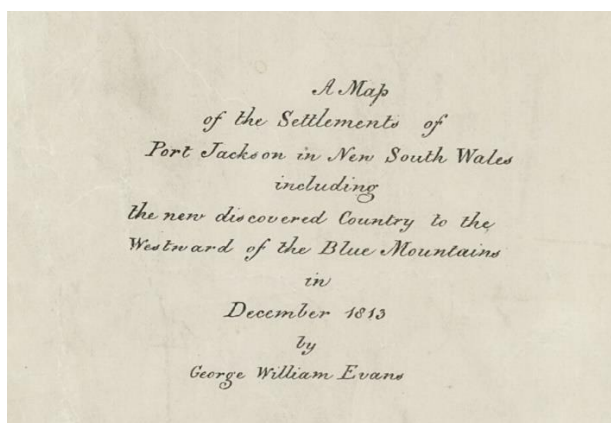 A Map
of the Settlements of
Port Jackson in New South Wales
including
the new discovered Country to the
Westward of the Blue Mountains
in
December 1813
by
George William Evans